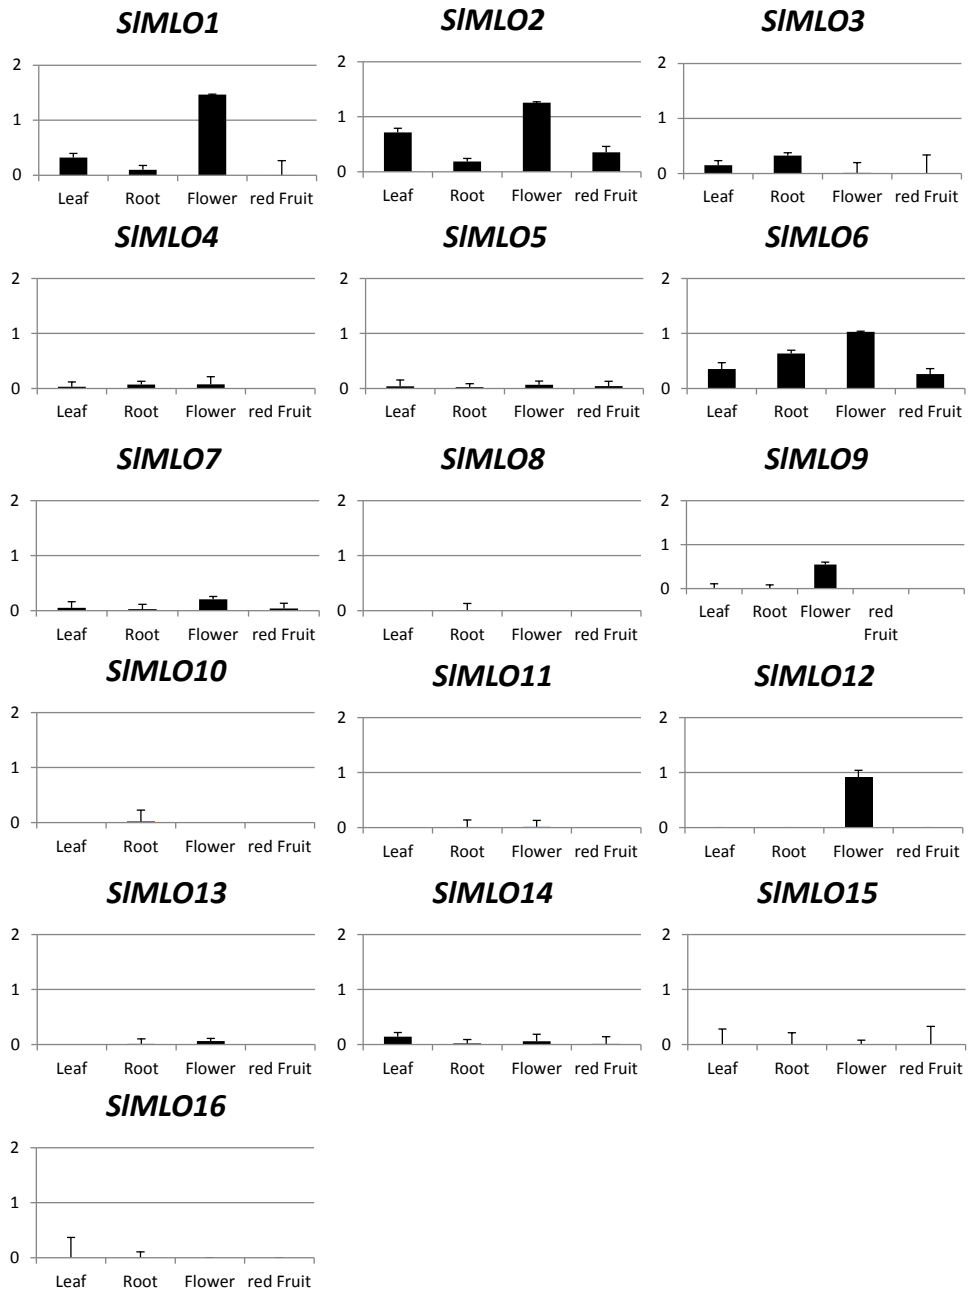 SlMLO1
2
1
0
Leaf Root Flower red Fruit
SlMLO2
2
1
0
Leaf Root Flower red Fruit
SlMLO3
2
1
0
Leaf Root Flower red Fruit
SlMLO4
2
1
0
Leaf Root Flower red Fruit
SlMLO5
2
1
0
Leaf Root Flower red Fruit
SlMLO6
2
1
0
Leaf Root Flower red Fruit
SlMLO7
2
1
0
Leaf Root Flower red Fruit
SlMLO8
2
1
0
Leaf Root Flower red Fruit
SlMLO9
2
1
0
Leaf Root Flower red
Fruit
SlMLO10
2
1
0
Leaf Root Flower red Fruit
SlMLO11
2
1
0
Leaf Root Flower red Fruit
SlMLO12
2
1
0
Leaf Root Flower red Fruit
SlMLO13
2
1
0
Leaf Root Flower red Fruit
SlMLO14
2
1
0
Leaf Root Flower red Fruit
SlMLO15
2
1
0
Leaf Root Flower red Fruit
SlMLO16
2
1
0
Leaf Root Flower red Fruit